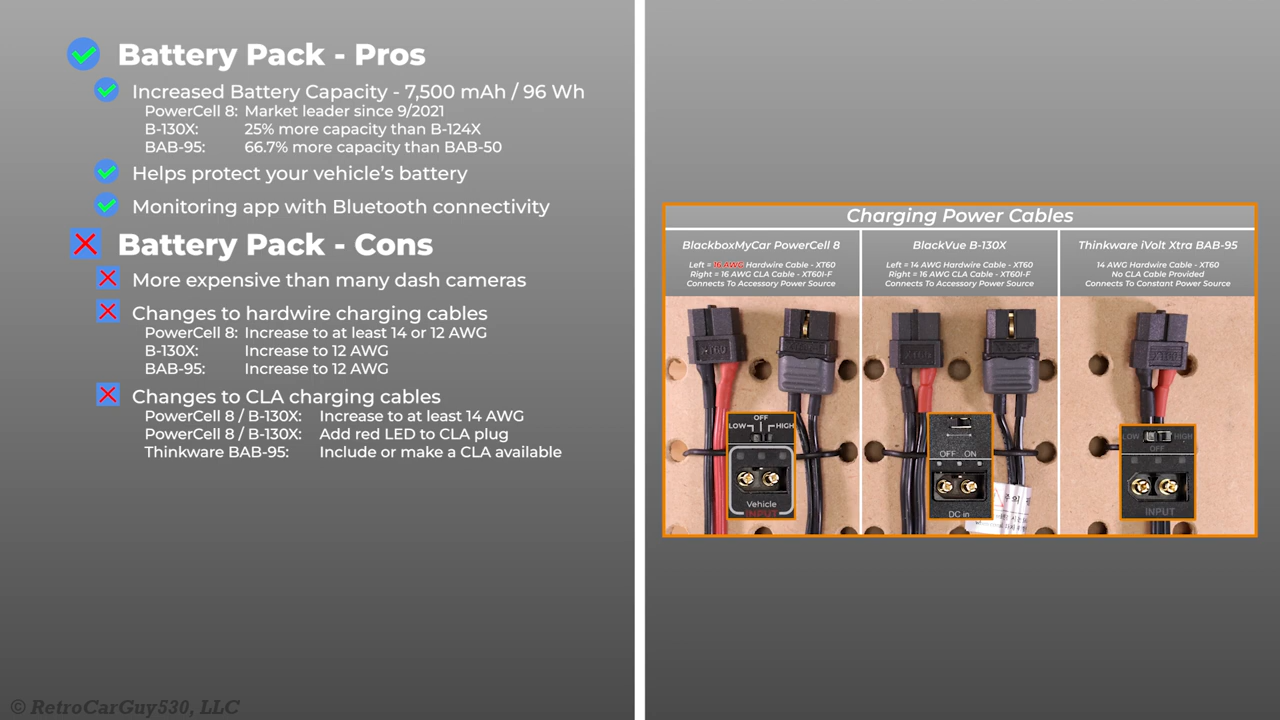 Battery Pack - Pros
Increased Battery Capacity - 7,500 mAh / 96 Wh
PowerCell 8: Market leader since 9/2021
B-130X: 25% more capacity than B-124X
BAB-95: 66.7% more capacity than BAB-50
Helps protect your vehicle's battery
Monitoring app with Bluetooth connectivity
Battery Pack - Cons
More expensive than many dash cameras
Changes to hardwire charging cables
PowerCell 8: Increase to at least 14 or 12 AWG
B-130X: Increase to 12 AWG
BAB-95: Increase to 12 AWG
Changes to CLA charging cables
PowerCell 8 / B-130X: Increase to at least 14 AWG
PowerCell 8 / B-130X: Add red LED to CLA plug
Thinkware BAB-95: Include or make a CLA available
© RetroCarGuy530, LLC
Charging Power Cables
BlackboxMyCar PowerCell 8
Left = 16 AWG Hardwire Cable - XT60
Right = 16 AWG CLA Cable - XT60I-F
Connects To Accessory Power Source
XT60
OFF
LOW HIGH
Vehicle
INPUT
BlackVue B-130X
Left = 14 AWG Hardwire Cable - XT60
Right = 16 AWG CLA Cable - XT60I-F
Connects To Accessory Power Source
XT60
OFF ON
DC in
Thinkware iVolt Xtra BAB-95
14 AWG Hardwire Cable - XT60
No CLA Cable Provided
Connects To Constant Power Source
XT60
LOW HIGH
OFF
INPUT